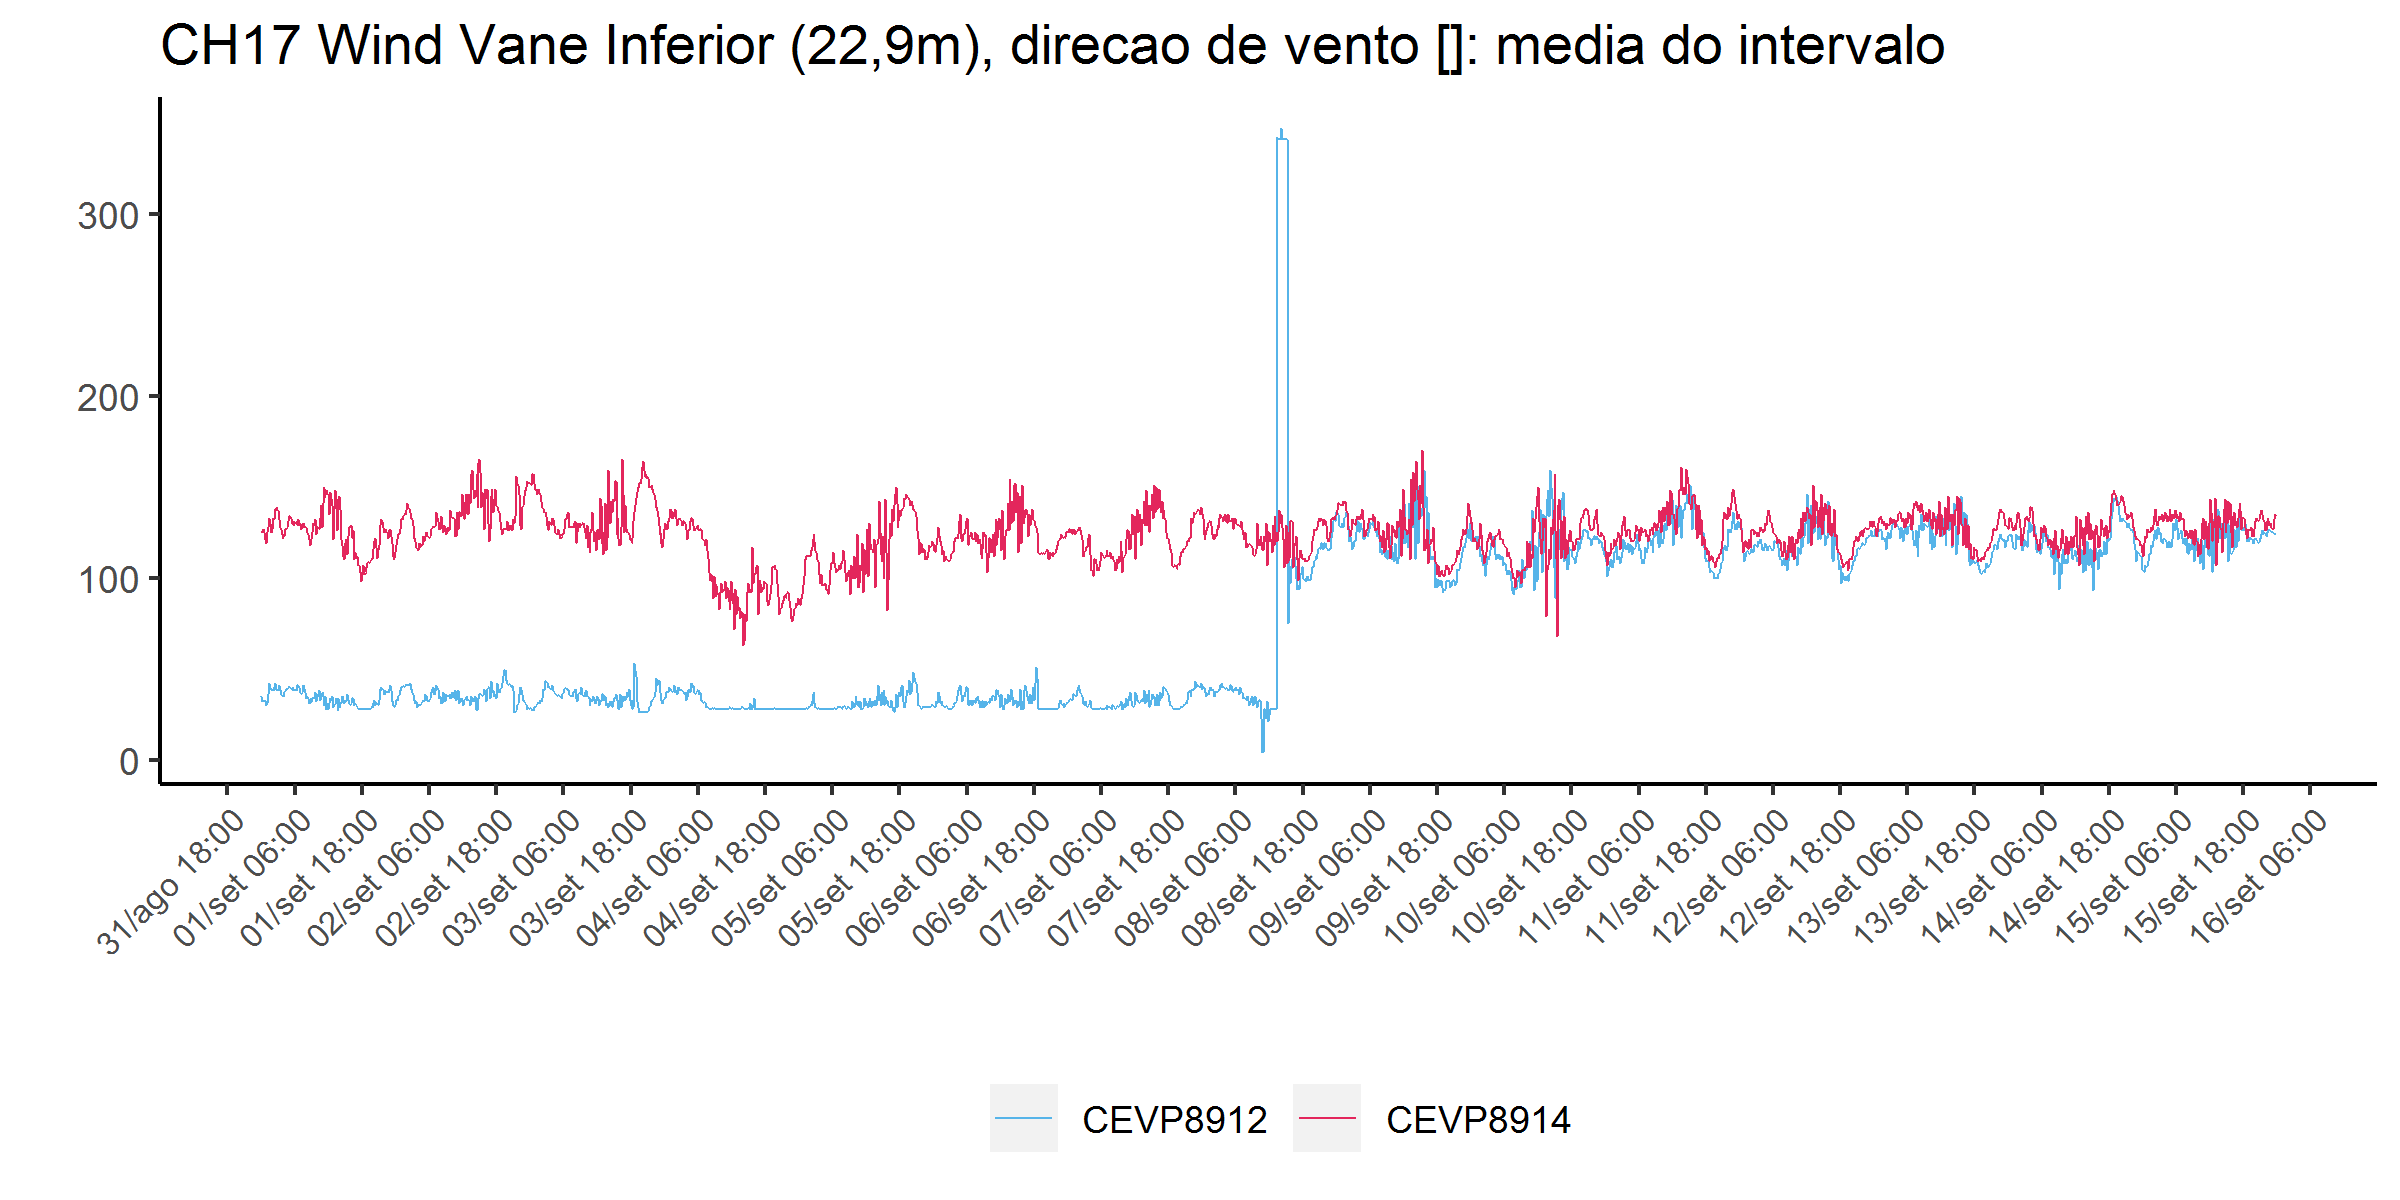 CH17 Wind Vane Inferior (22,9m), direcao de vento []: media do intervalo
300
200
100
0
31/ago 18:00
01/set 06:00
01/set 18:00
02/set 06:00
02/set 18:00
03/set 06:00
03/set 18:00
04/set 06:00
04/set 18:00
05/set 06:00
05/set 18:00
06/set 06:00
06/set 18:00
07/set 06:00
07/set 18:00
08/set 06:00
08/set 18:00
09/set 06:00
09/set 18:00
10/set 06:00
10/set 18:00
11/set 06:00
11/set 18:00
12/set 06:00
12/set 18:00
13/set 06:00
13/set 18:00
14/set 06:00
14/set 18:00
15/set 06:00
15/set 18:00
16/set 06:00
CEVP8912
CEVP8914